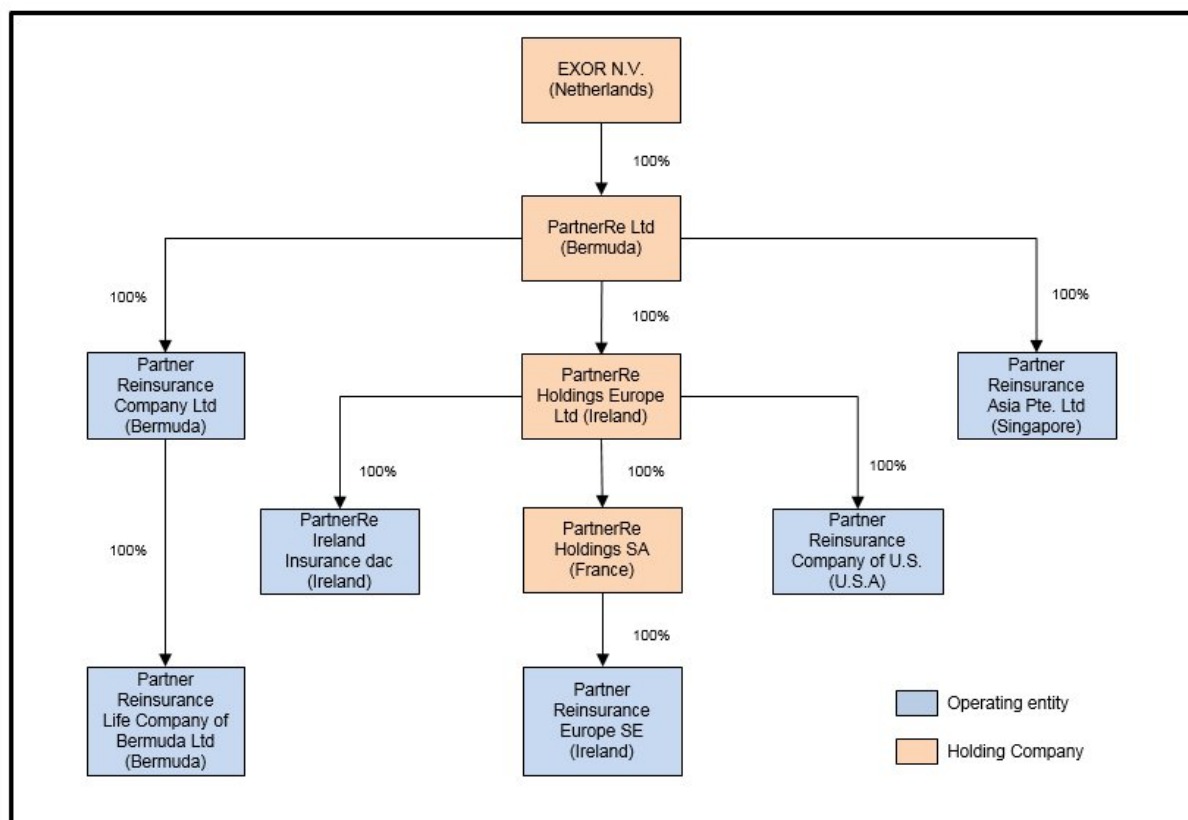 EXOR N.V.
(Netherlands)
100%
PartnerRe Ltd
(Bermuda)
100%
100%
100%
Partner
Reinsurance
Company Ltd
(Bermuda)
PartnerRe
Holdings Europe
Ltd (Ireland)
Partner
Reinsurance
Asia Pte. Ltd
(Singapore)
100%
100%
100%
100%
PartnerRe
Ireland
Insurance dac
(Ireland)
PartnerRe
Holdings SA
(France)
Partner
Reinsurance
Company of U.S.
(U.S.A)
100%
Partner
Reinsurance
Life Company of
Bermuda Ltd
(Bermuda)
Partner
Reinsurance
Europe SE
(Ireland)
Operating entity
Holding Company